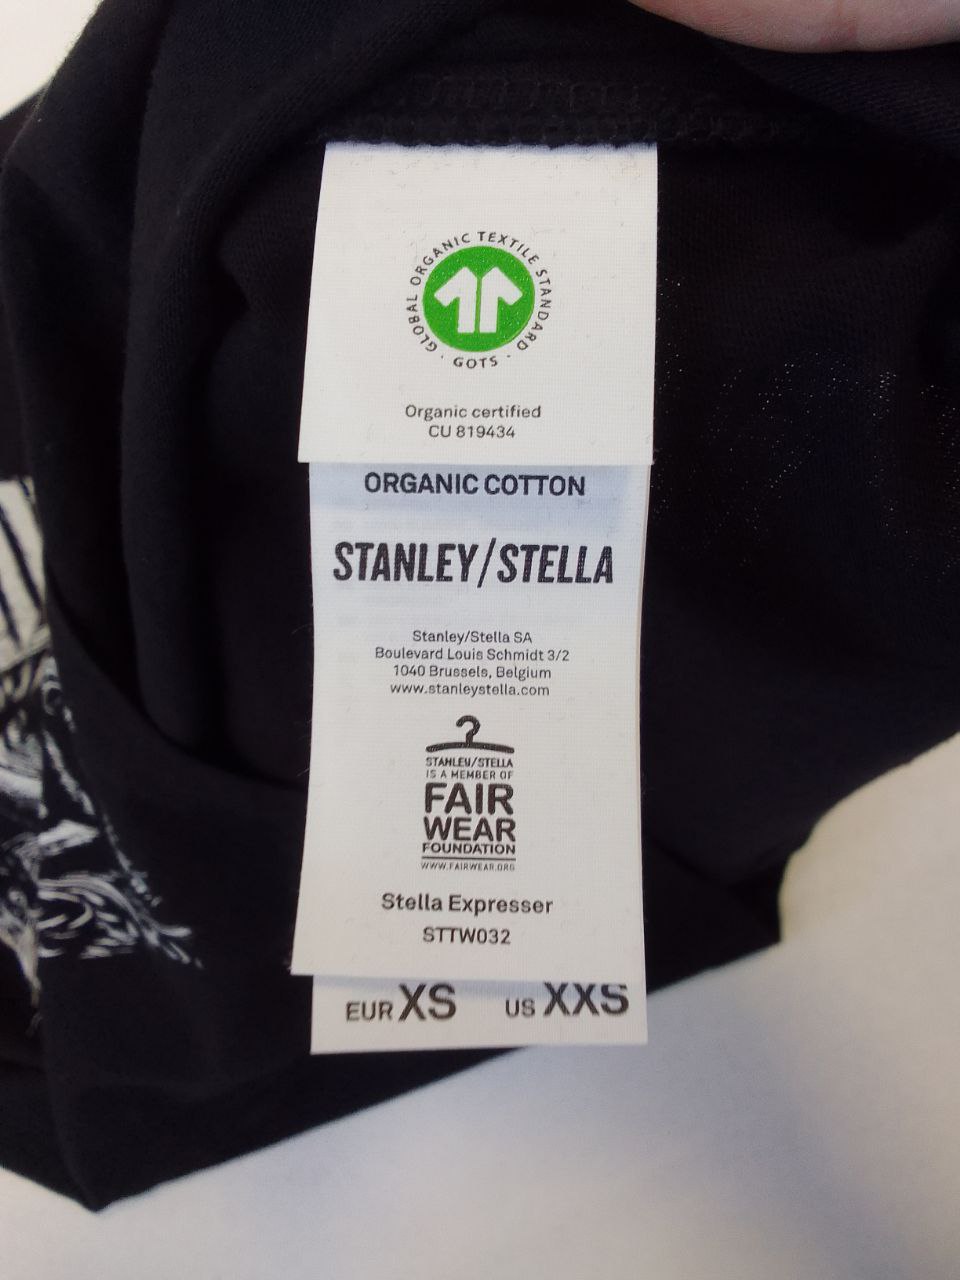 GLOBAL ORGANIC TEXTILE STANDARD · GOTS ·
Organic certified
CU 819434
ORGANIC COTTON
STANLEY/STELLA
Stanley/Stella SA
Boulevard Louis Schmidt 3/2
1040 Brussels, Belgium
www.stanleystella.com
STANLEY/STELLA
IS A MEMBER OF
FAIR
WEAR
FOUNDATION
WWW.FAIRWEAR.ORG
Stella Expresser
STTW032
EUR XS US XXS